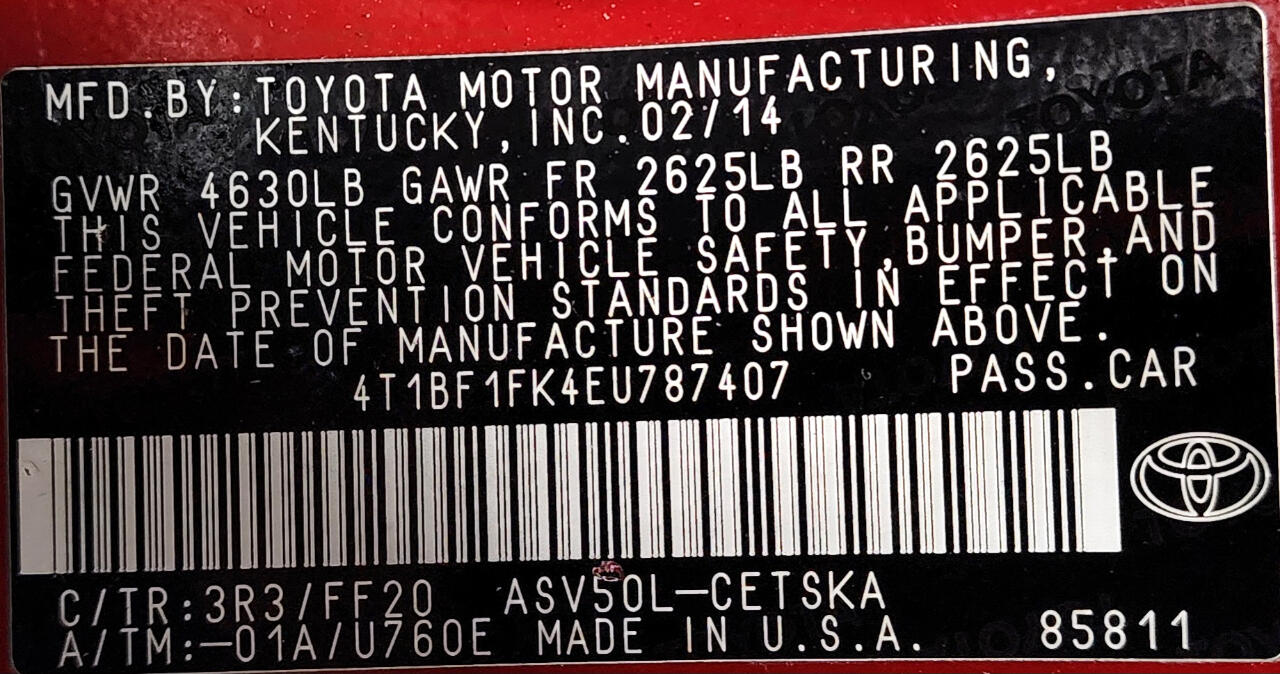 MFD.BY:TOYOTA MOTOR MANUFACTURING,
KENTUCKY, INC.02/14
GVWR 4630LB GAWR FR 2625LB RR 2625LB
THIS VEHICLE CONFORMS TO ALL APPLICABLE
FEDERAL MOTOR VEHICLE SAFETY,BUMPER,AND
THEFT PREVENTION STANDARDS IN EFFECT ON
THE DATE OF MANUFACTURE SHOWN ABOVE.
4T1BF1FK4EU787407 PASS.CAR
C/TR:3R3/FF20 ASV50L-CETSKA
A/TM:-01A/U760E MADE IN U.S.A. 85811
TOYOTA